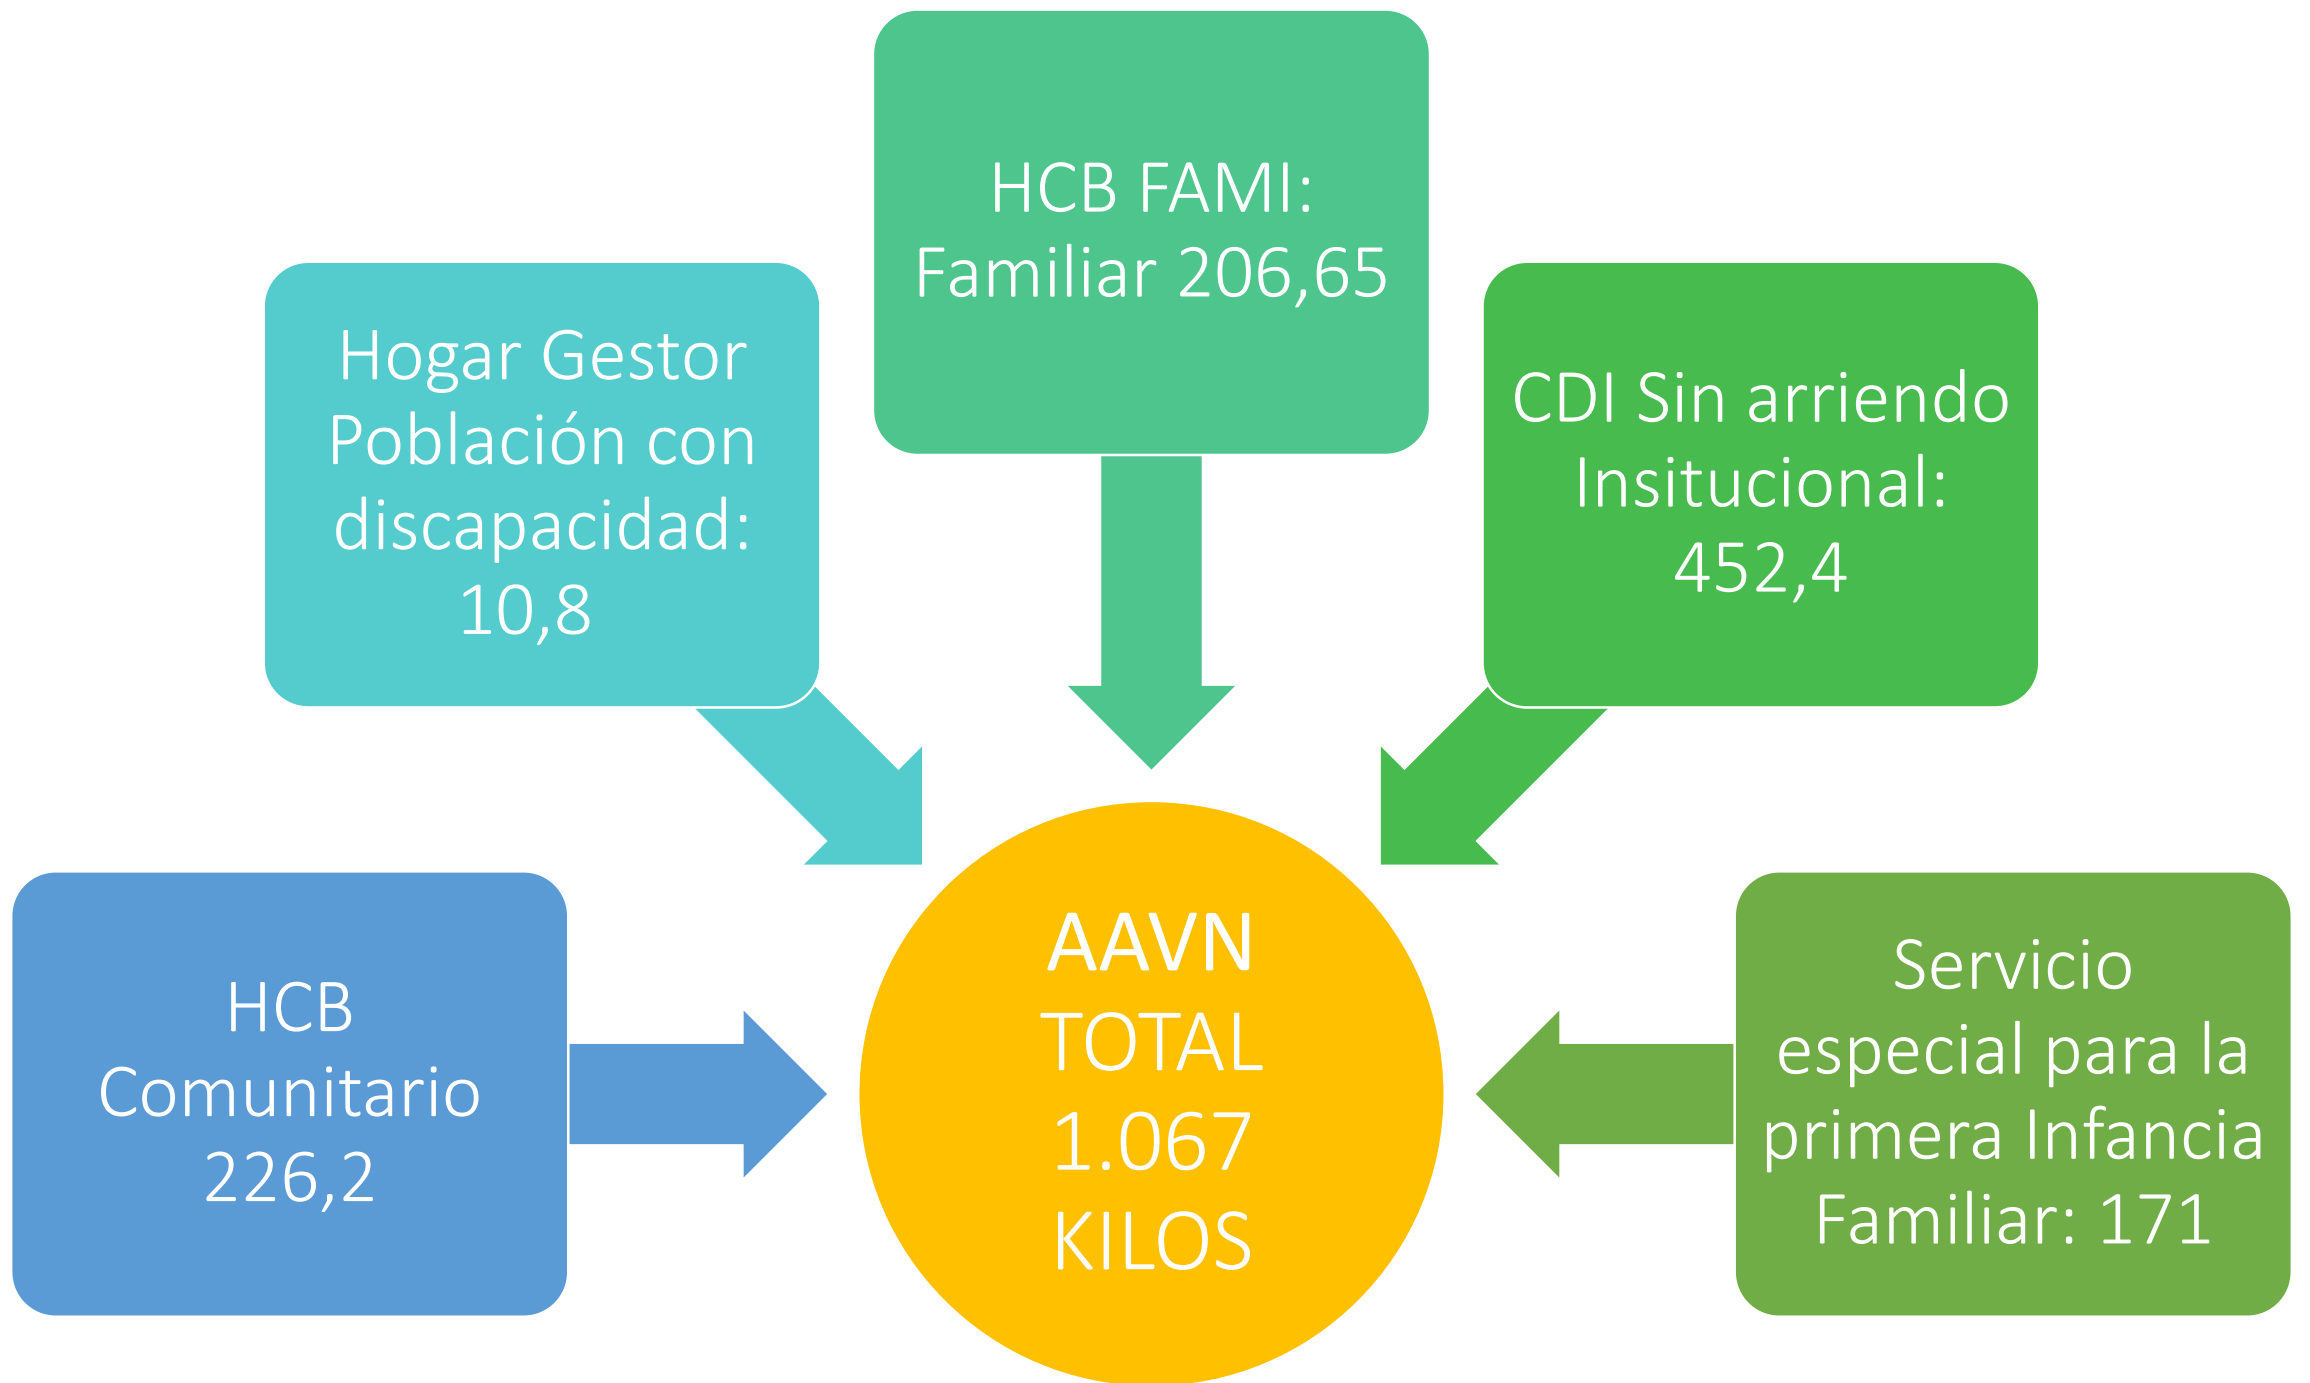 HCB
Comunitario
226,2
Hogar Gestor
Población con
discapacidad:
10,8
HCB FAMI:
Familiar 206,65
CDI Sin arriendo
Insitucional:
452,4
Servicio
especial para la
primera Infancia
Familiar: 171
AAVN
TOTAL
1.067
KILOS